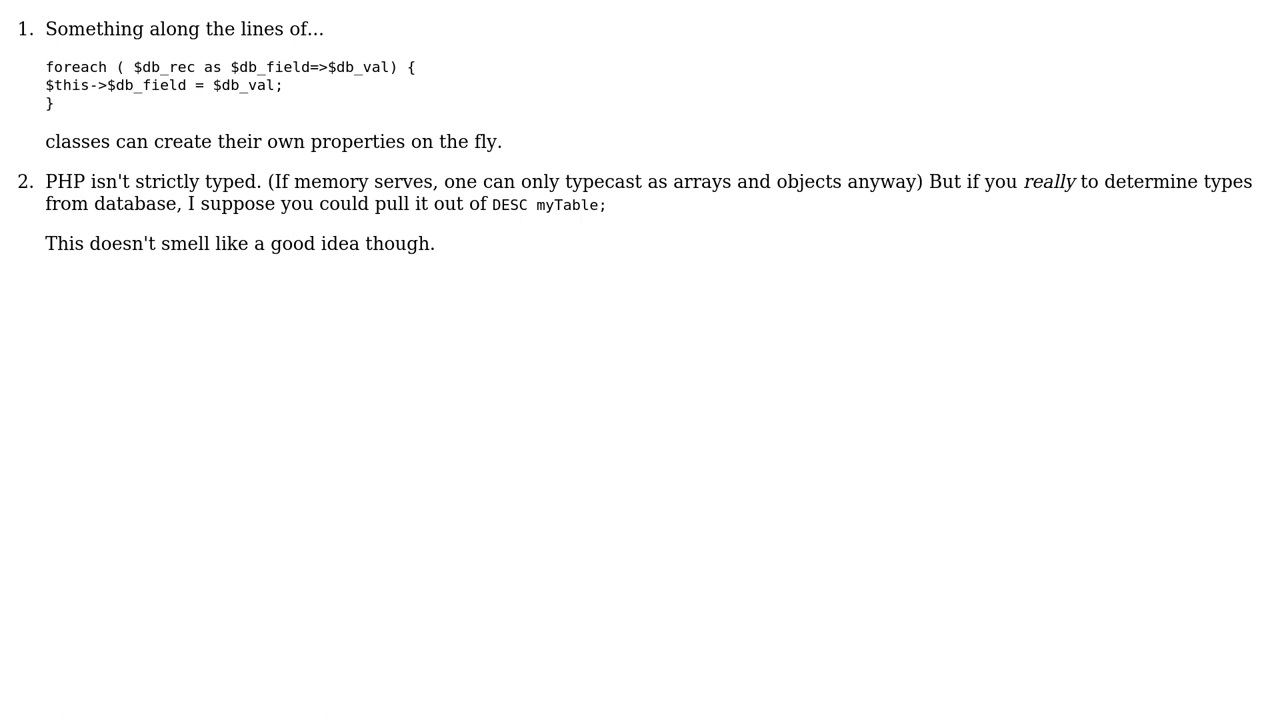 1. Something along the lines of...
foreach ( $db_rec as $db_field=>$db_val) {
$this->$db_field = $db_val;
}
classes can create their own properties on the fly.
2. PHP isn't strictly typed. (If memory serves, one can only typecast as arrays and objects anyway) But if you really to determine types
from database, I suppose you could pull it out of DESC myTable;
This doesn't smell like a good idea though.